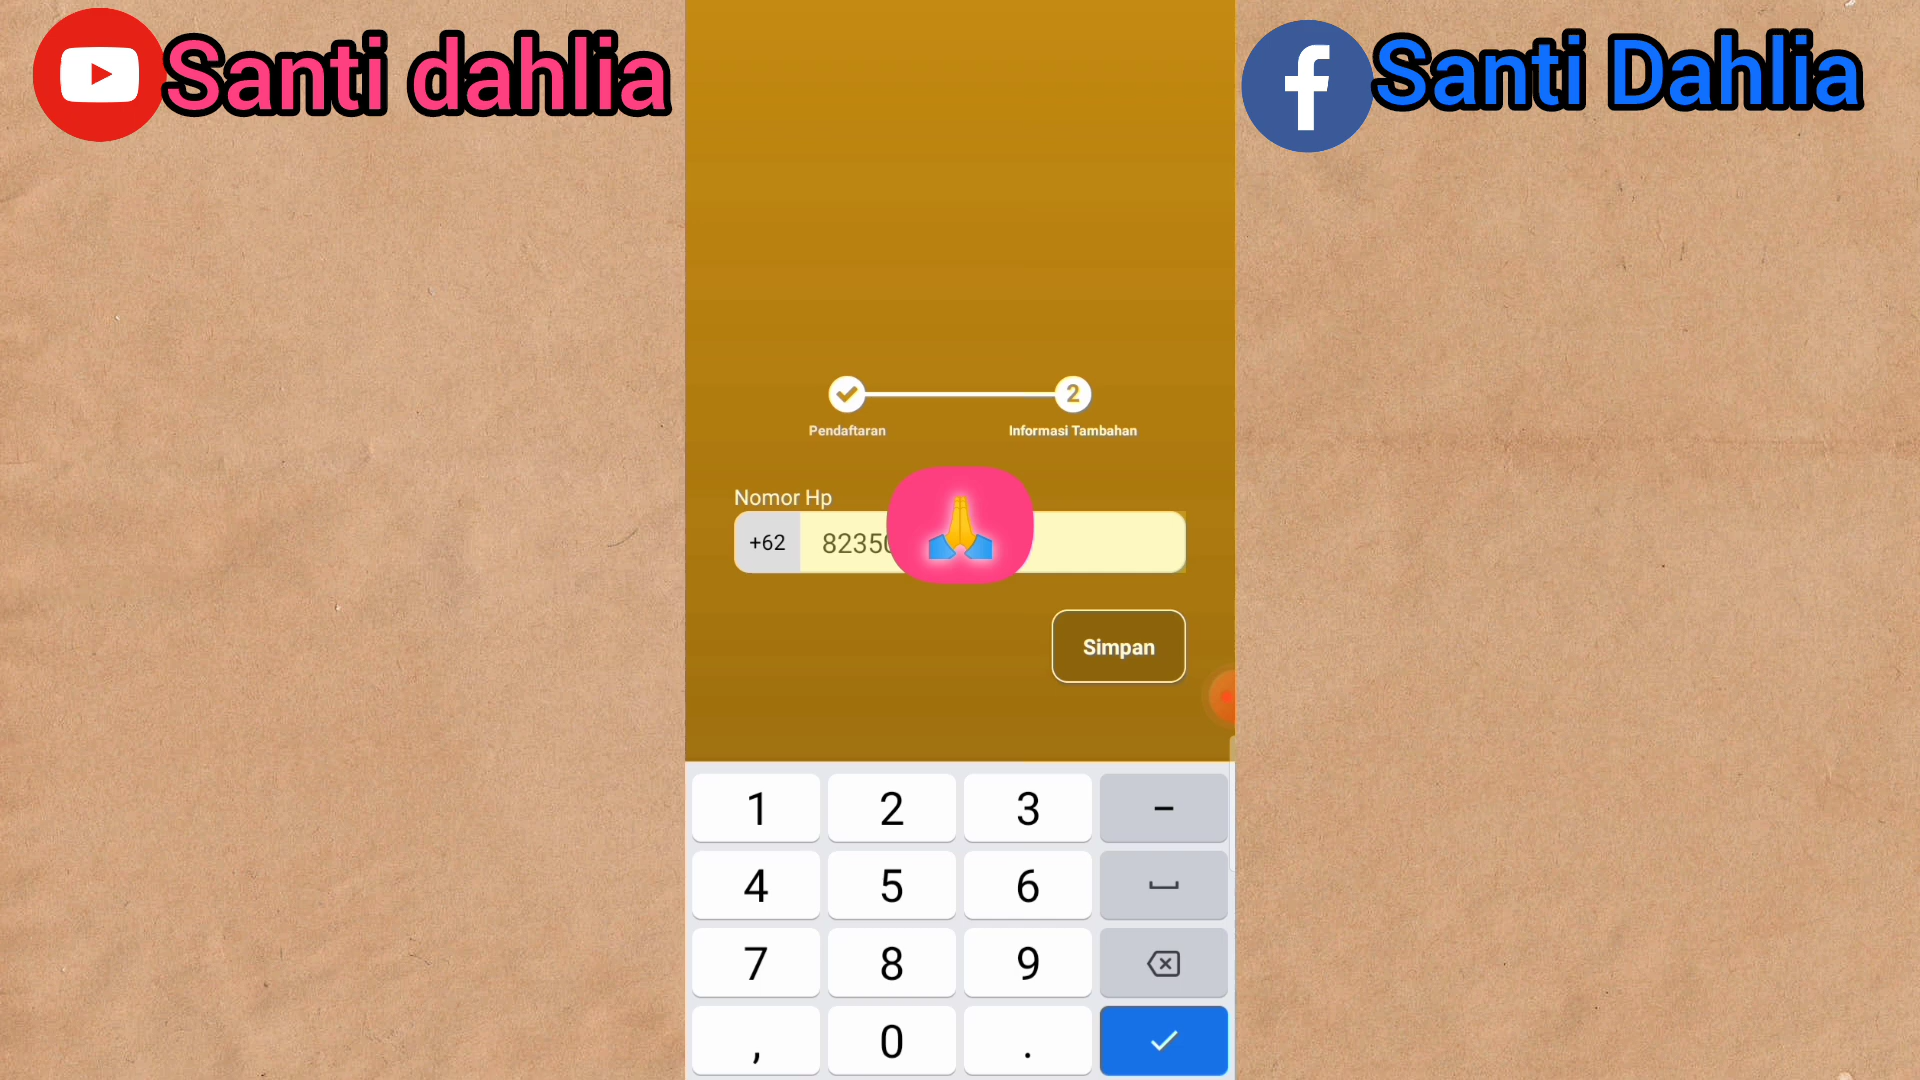 Santi dahlia
Santi Dahlia
2
Pendaftaran
Informasi Tambahan
Nomor Hp
+62
82350
Simpan
1 2 3 –
4 5 6
7 8 9
, 0 .